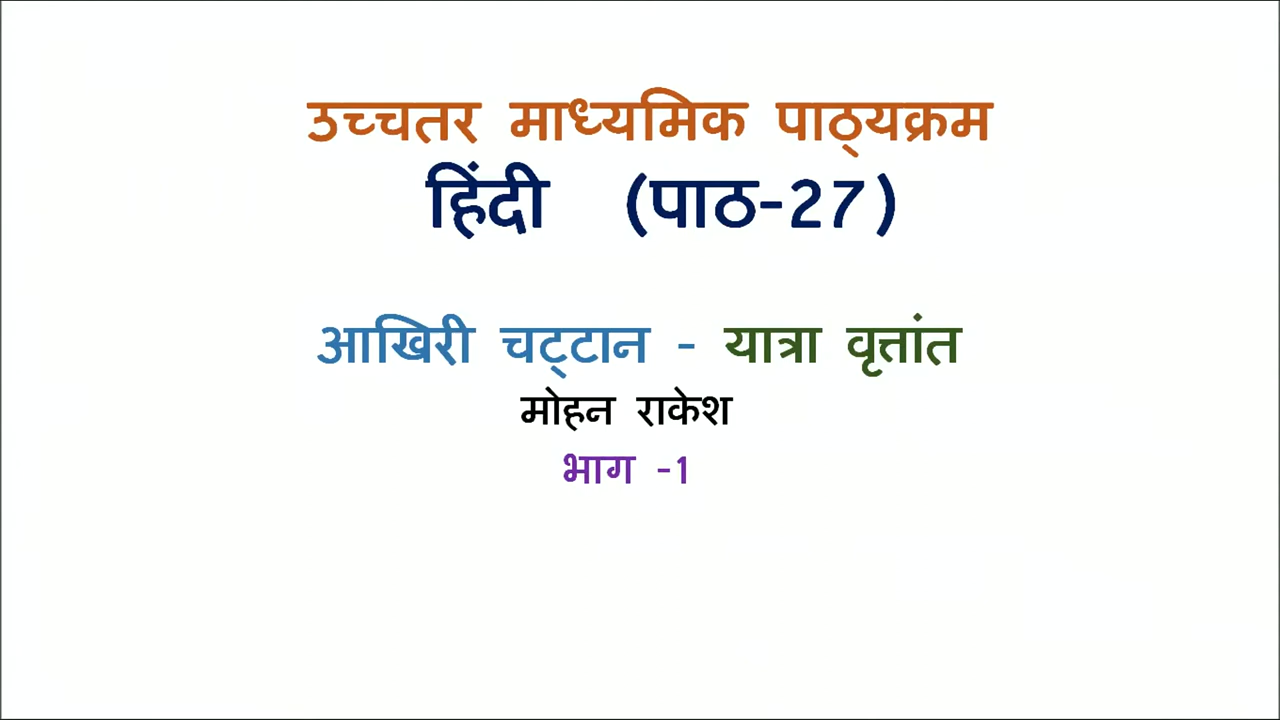 उच्चतर माध्यमिक पाठ्यक्रम
हिंदी (पाठ-27)
आखिरी चट्टान - यात्रा वृत्तांत
मोहन राकेश
भाग -1